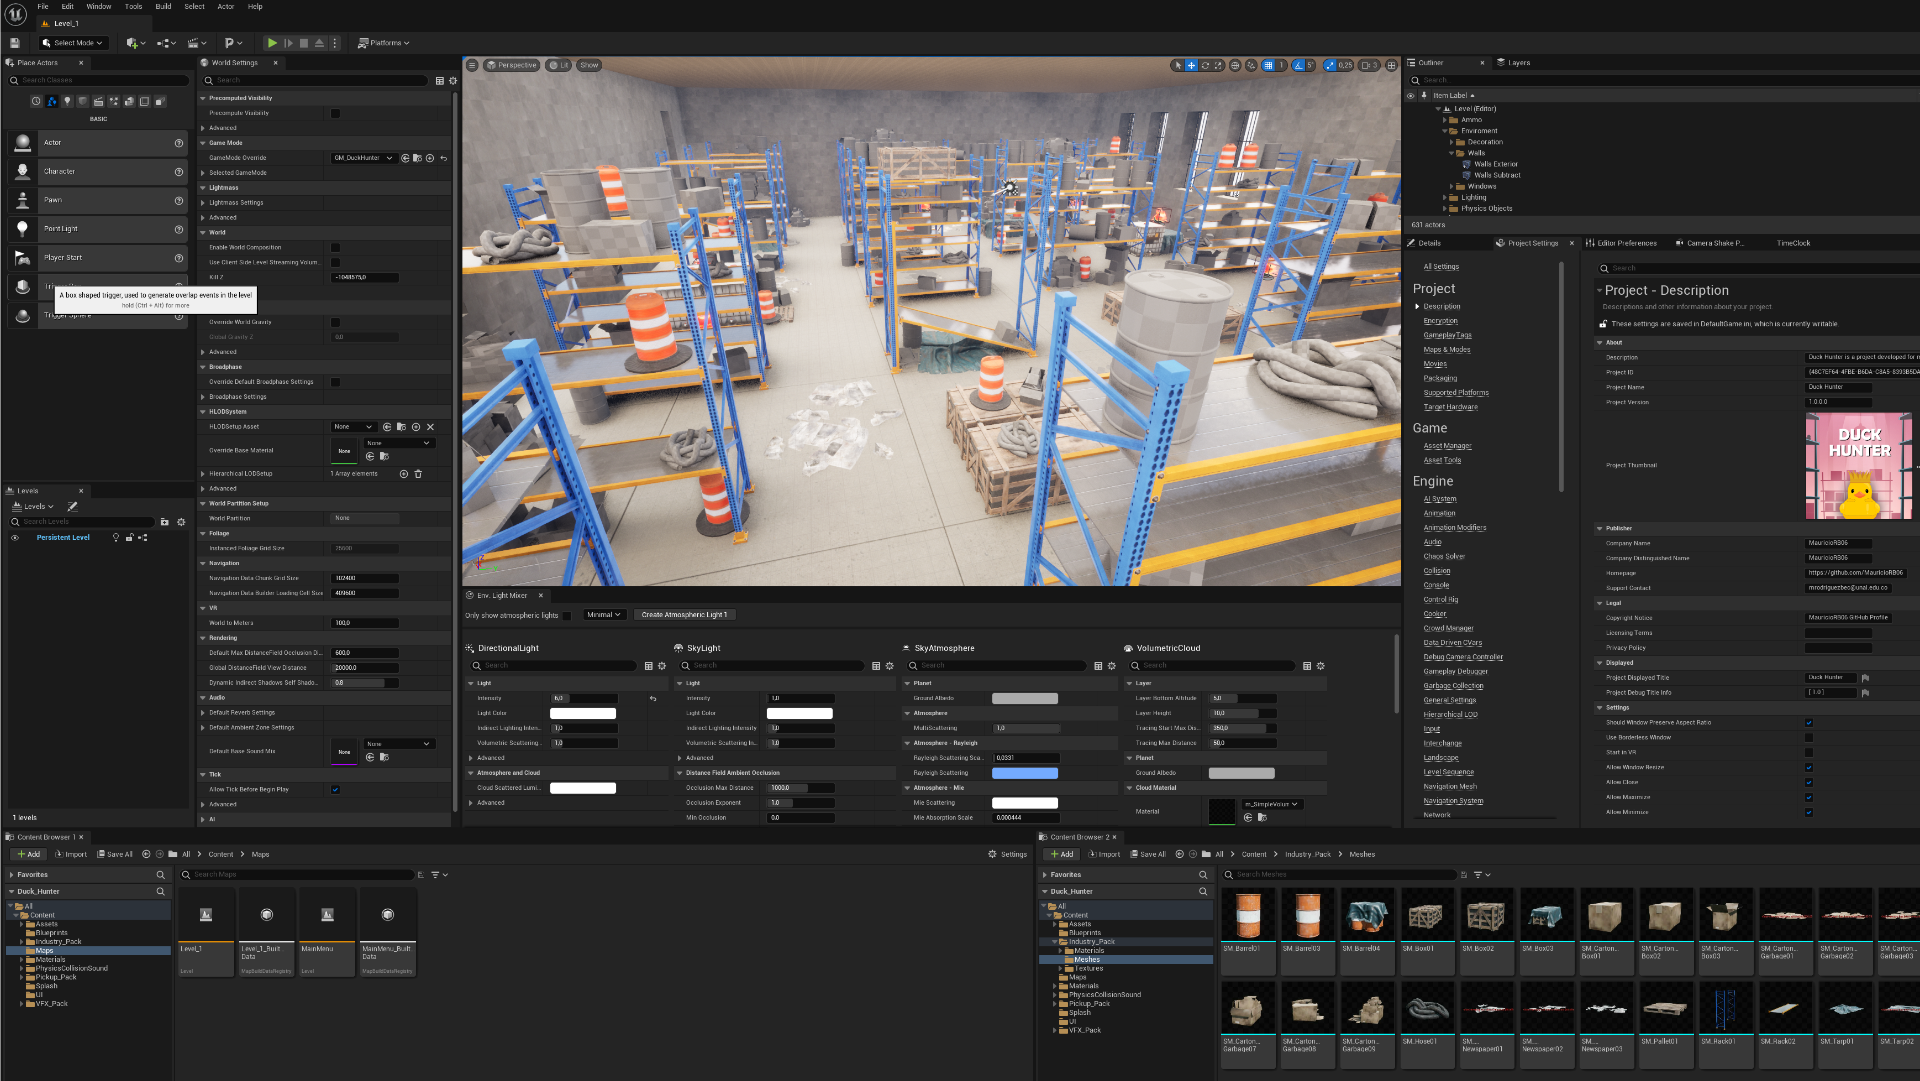 File Edit Window Tools Build Select Actor Help
Level_1
Select Mode
Platforms
Place Actors
Search Classes
BASIC
Actor
Character
Pawn
Point Light
Player Start
A box shaped trigger, used to generate overlap events in the level
hold (Ctrl + Alt) for more
Levels
Levels
Search Levels
Persistent Level
1 levels
World Settings
Search
Precomputed Visibility
Precompute Visibility
Advanced
Game Mode
GameMode Override GM_DuckHunter
Selected GameMode
Lightmass
Lightmass Settings
Advanced
World
Enable World Composition
Use Client Side Level Streaming Volum...
Kill Z -1048575,0
Override World Gravity
Global Gravity Z 0,0
Advanced
Broadphase
Override Default Broadphase Settings
Broadphase Settings
HLODSystem
HLODSetup Asset None
Override Base Material None None
Hierarchical LODSetup 1 Array elements
Advanced
World Partition Setup
World Partition None
Foliage
Instanced Foliage Grid Size 25600
Navigation
Navigation Data Chunk Grid Size 102400
Navigation Data Builder Loading Cell Size 409600
VR
World to Meters 100,0
Rendering
Default Max DistanceField Occlusion Di... 600,0
Global DistanceField View Distance 20000,0
Dynamic Indirect Shadows Self Shado... 0.8
Audio
Default Reverb Settings
Default Ambient Zone Settings
Default Base Sound Mix None None
Tick
Allow Tick Before Begin Play
Advanced
AI
Perspective Lit Show
1 5° 0,25 3
Env. Light Mixer
Only show atmospheric lights Minimal Create Atmospheric Light 1
DirectionalLight
Search
Light
Intensity 6,0
Light Color
Indirect Lighting Inten... 1,0
Volumetric Scattering... 1,0
Advanced
Atmosphere and Cloud
Cloud Scattered Lumi...
Advanced
SkyLight
Search
Light
Intensity 1,0
Light Color
Indirect Lighting Inten... 1,0
Volumetric Scattering In... 1,0
Advanced
Distance Field Ambient Occlusion
Occlusion Max Distance 1000.0
Occlusion Exponent 1.0
Min Occlusion 0.0
SkyAtmosphere
Search
Planet
Ground Albedo
Atmosphere
MultiScattering 1,0
Atmosphere - Rayleigh
Rayleigh Scattering Sca... 0,0331
Rayleigh Scattering
Atmosphere - Mie
Mie Scattering
Mie Absorption Scale 0.000444
VolumetricCloud
Search
Layer
Layer Bottom Altitude 5,0
Layer Height 10,0
Tracing Start Max Dis... 350,0
Tracing Max Distance 50,0
Planet
Ground Albedo
Cloud Material
Material m_SimpleVolum
Outliner Layers
Search
Item Label
Level (Editor)
Ammo
Enviroment
Decoration
Walls
Walls Exterior
Walls Subtract
Windows
Lighting
Physics Objects
631 actors
Details Project Settings Editor Preferences Camera Shake P... TimeClock
All Settings
Project
Description
Encryption
GameplayTags
Maps & Modes
Movies
Packaging
Supported Platforms
Target Hardware
Game
Asset Manager
Asset Tools
Engine
AI System
Animation
Animation Modifiers
Audio
Chaos Solver
Collision
Console
Control Rig
Cooker
Crowd Manager
Data Driven CVars
Debug Camera Controller
Gameplay Debugger
Garbage Collection
General Settings
Hierarchical LOD
Input
Interchange
Landscape
Level Sequence
Navigation Mesh
Navigation System
Network
Search
Project - Description
Descriptions and other information about your project
These settings are saved in DefaultGame.ini, which is currently writable.
About
Description Duck Hunter is a project developed for
Project ID
Project Name Duck Hunter
Project Version 1.0.0.0
Project Thumbnail
DUCK
HUNTER
Publisher
Company Name MauricioRB06
Company Distinguished Name MauricioRB06
Homepage https://github.com/MauricioRB06
Support Contact mrodriguezbec@unal.edu.co
Legal
Copyright Notice MauricioRB06 GitHub Profile
Licensing Terms
Privacy Policy
Displayed
Project Displayed Title Duck Hunter
Project Debug Title Info [ 1.0 ]
Settings
Should Window Preserve Aspect Ratio
Use Borderless Window
Start in VR
Allow Window Resize
Allow Close
Allow Maximize
Allow Minimize
Content Browser 1
Add Import Save All All Content Maps Settings
Favorites
Duck_Hunter
All
Content
Assets
Blueprints
Industry_Pack
Maps
Materials
PhysicsCollisionSound
Pickup_Pack
Splash
UI
VFX_Pack
Search Maps
Level_1
Level
Level_1_Built Data
MapBuildDataRegistry
MainMenu
Level
MainMenu_Built Data
MapBuildDataRegistry
Content Browser 2
Add Import Save All All Content Industry_Pack Meshes
Favorites
Duck_Hunter
All
Content
Assets
Blueprints
Industry_Pack
Materials
Meshes
Textures
Maps
Materials
PhysicsCollisionSound
Pickup_Pack
Splash
UI
VFX_Pack
Search Meshes
SM_Barrel01 SM_Barrel03 SM_Barrel04 SM_Box01 SM_Box02 SM_Box03 SM_Carton_Box01 SM_Carton_Box02 SM_Carton_Box03 SM_Carton_Garbage01 SM_Carton_Garbage02 SM_Carton_Garbage03
SM_Carton... Garbage07 SM_Carton... Garbage08 SM_Carton... Garbage09 SM_Hose01 SM_... Newspaper01 SM_... Newspaper02 SM_... Newspaper03 SM_Pallet01 SM_Rack01 SM_Rack02 SM_Tarp01 SM_Tarp02